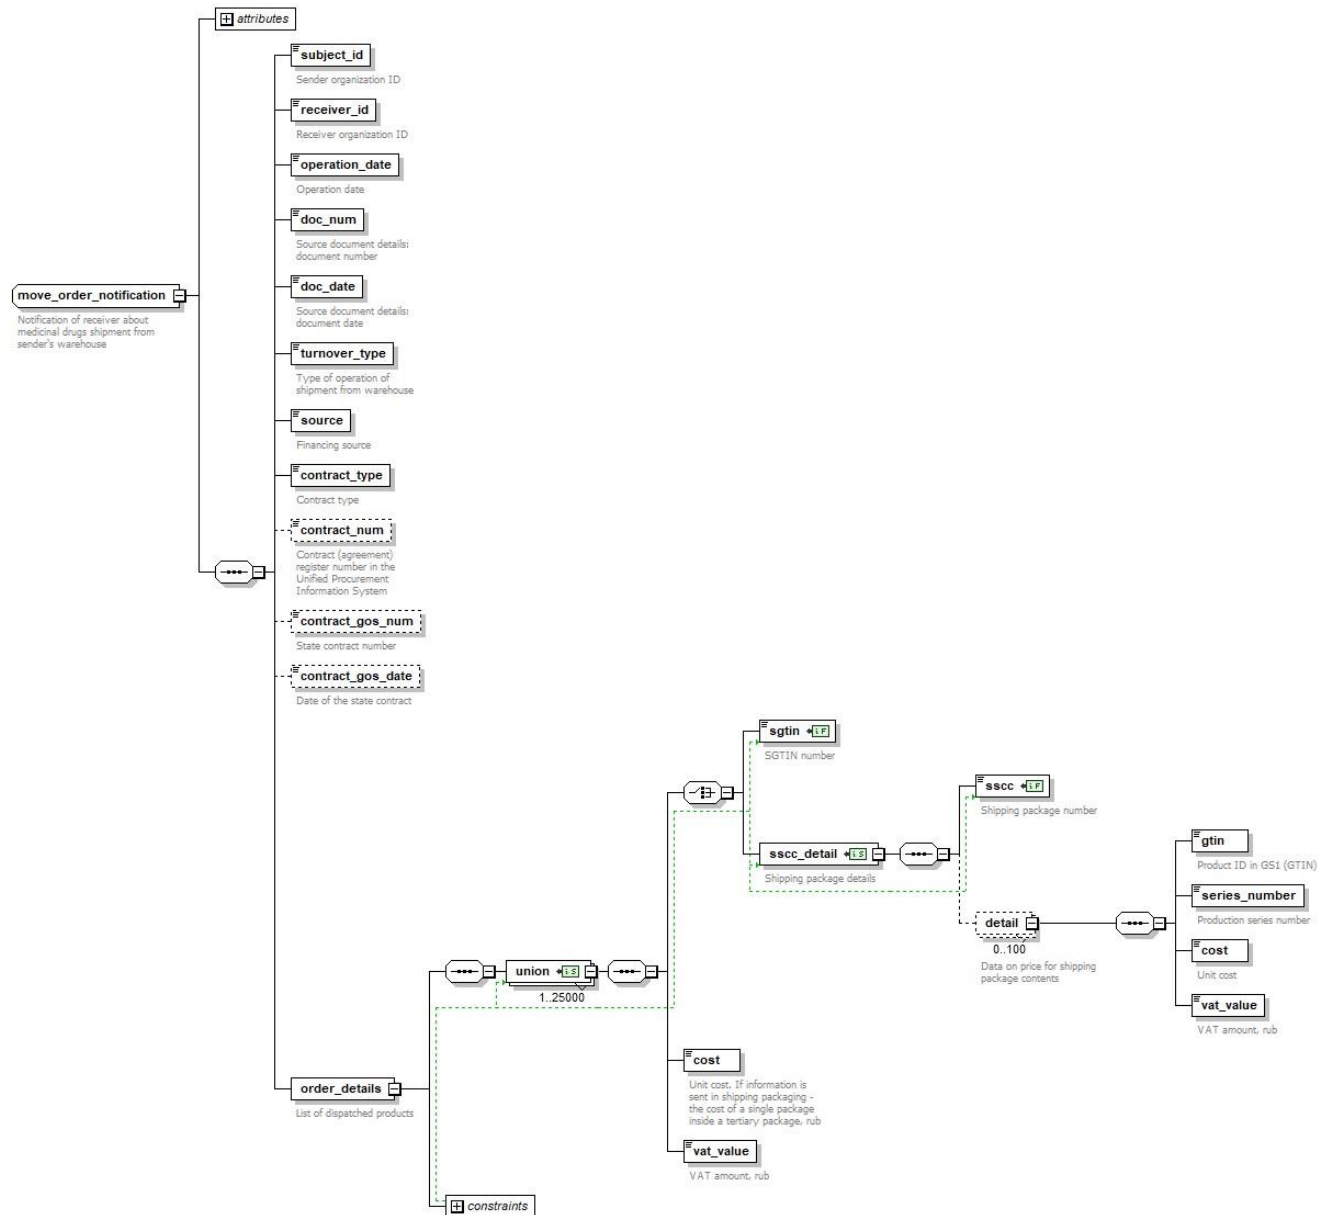 attributes
subject_id
Sender organization ID
receiver_id
Receiver organization ID
operation_date
Operation date
doc_num
Source document details:
document number
move_order_notification
Notification of receiver about
medicinal drugs shipment from
sender's warehouse
doc_date
Source document details:
document date
turnover_type
Type of operation of
shipment from warehouse
source
Financing source
contract_type
Contract type
contract_num
Contract (agreement)
register number in the
Unified Procurement
Information System
contract_gos_num
State contract number
contract_gos_date
Date of the state contract
sgtin iF
SGTIN number
sscc iF
Shipping package number
sscc_detail iS
Shipping package details
gtin
Product ID in GS1 (GTIN)
series_number
Production series number
detail
0..100
Data on price for shipping
package contents
cost
Unit cost
vat_value
VAT amount, rub
union iS
1..25000
cost
Unit cost. If information is
sent in shipping packaging -
the cost of a single package
inside a tertiary package, rub
order_details
List of dispatched products
vat_value
VAT amount, rub
constraints